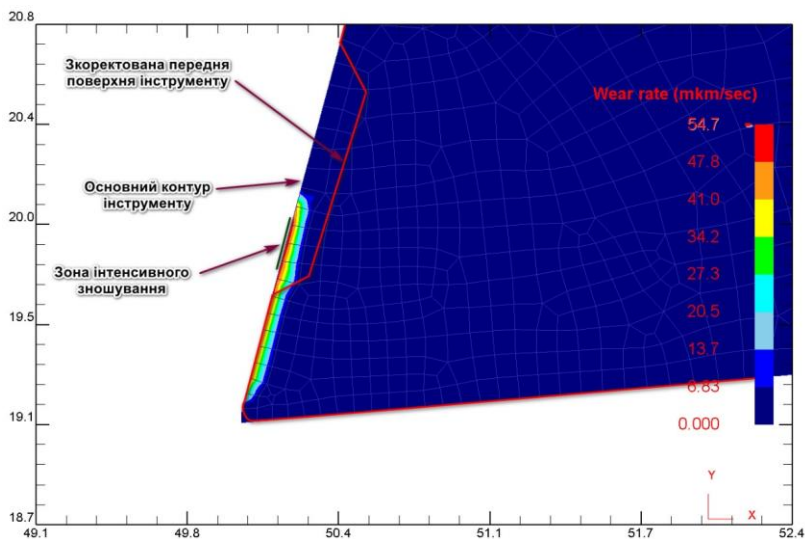 20.8
Зкоректована передня
поверхня інструменту
Wear rate (mkm/sec)
54.7
20.4
47.8
Основний контур
інструменту
41.0
20.0
34.2
Зона інтенсивного
зношування
27.3
19.5
20.5
13.7
6.83
19.1
0.000
Y
X
18.7
49.1 49.8 50.4 51.1 51.7 52.4